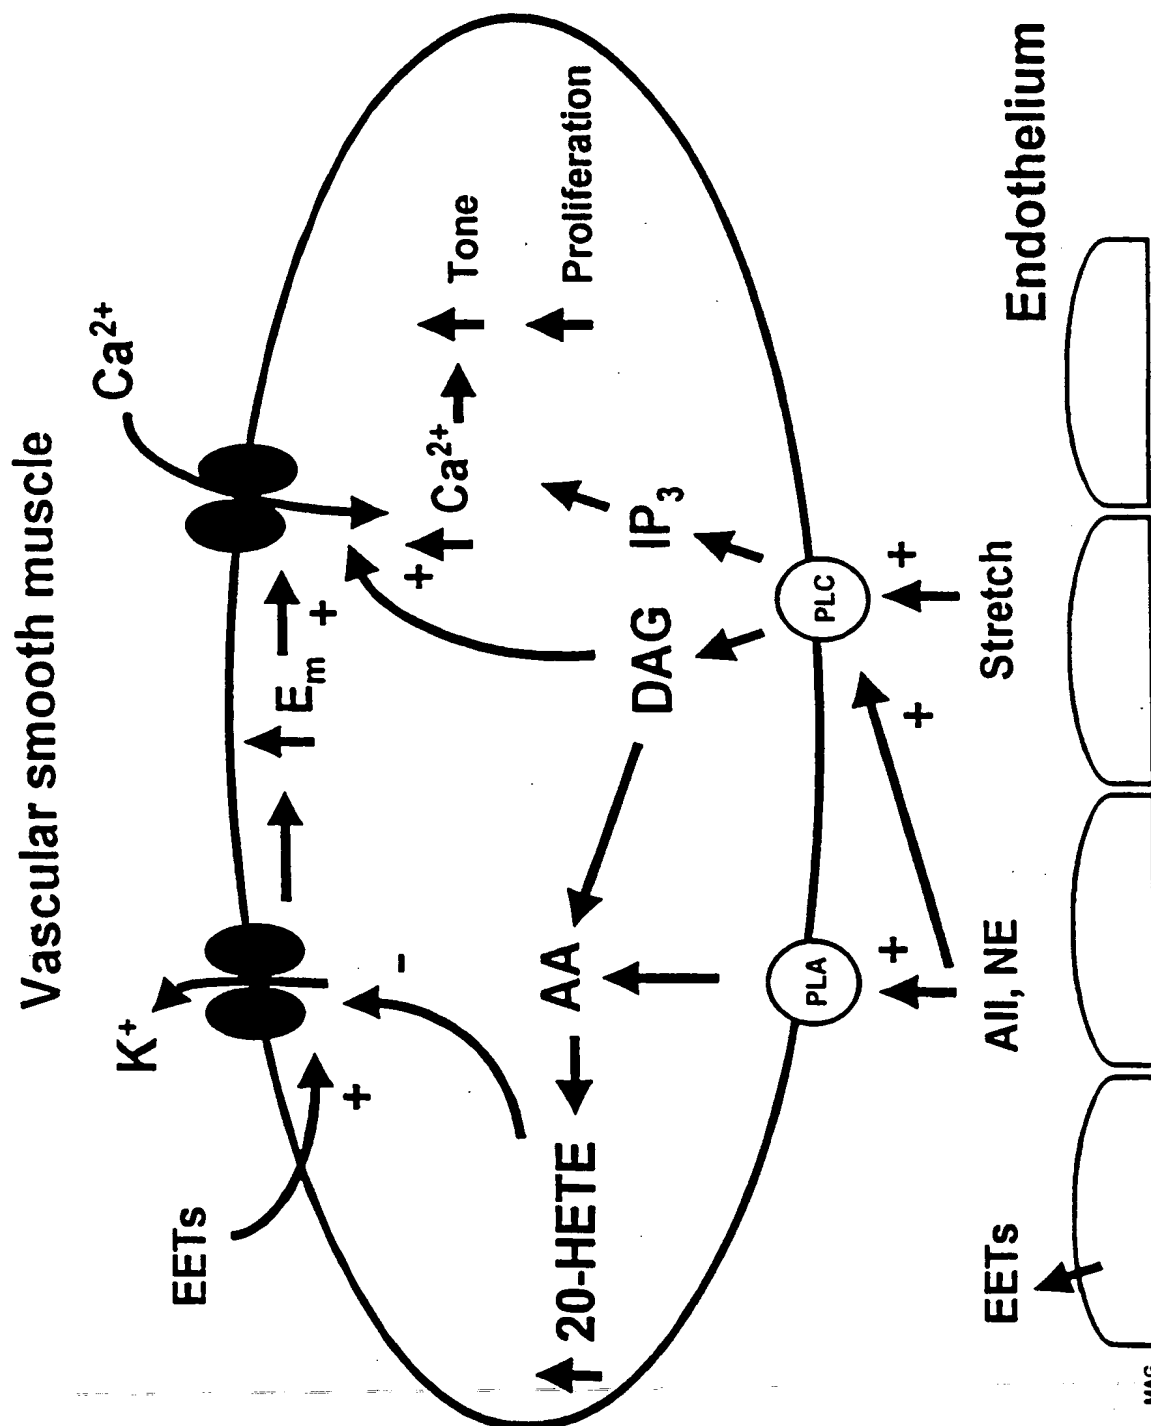 Vascular smooth muscle
K⁺
Ca²⁺
EETs
+
-
Eₘ
+
+
20-HETE
AA
DAG
IP₃
Ca²⁺
Tone
Proliferation
PLA
PLC
+
+
+
AII, NE
Stretch
EETs
Endothelium
MAG